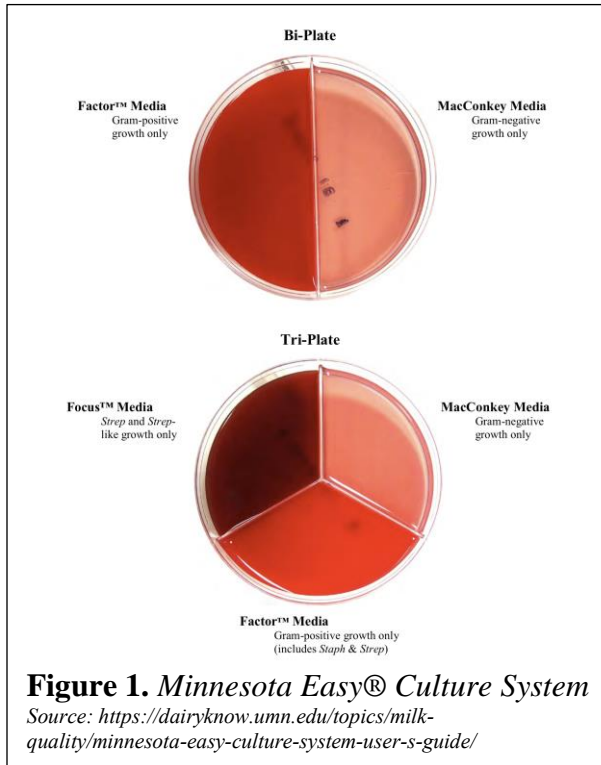 Bi-Plate
Factor™ Media
Gram-positive
growth only
MacConkey Media
Gram-negative
growth only
Tri-Plate
Focus™ Media
Strep and Strep-
like growth only
MacConkey Media
Gram-negative
growth only
Factor™ Media
Gram-positive growth only
(includes Staph & Strep)
Figure 1. Minnesota Easy® Culture System
Source: https://dairyknow.umn.edu/topics/milk-
quality/minnesota-easy-culture-system-user-s-guide/